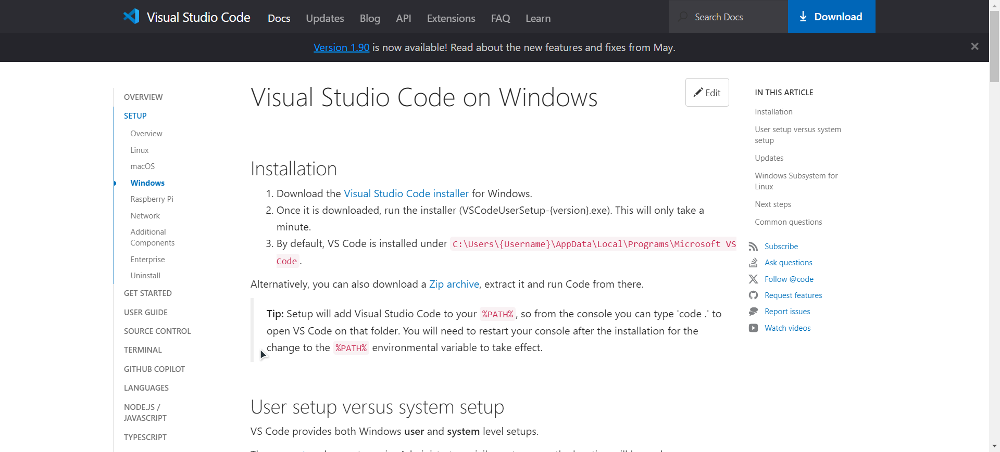 Visual Studio Code
Docs
Updates
Blog
API
Extensions
FAQ
Learn
Search Docs
Download
Version 1.90 is now available! Read about the new features and fixes from May.
OVERVIEW
SETUP
Overview
Linux
macOS
Windows
Raspberry Pi
Network
Additional
Components
Enterprise
Uninstall
GET STARTED
USER GUIDE
SOURCE CONTROL
TERMINAL
GITHUB COPILOT
LANGUAGES
NODE.JS /
JAVASCRIPT
TYPESCRIPT
Visual Studio Code on Windows
Edit
Installation
1. Download the Visual Studio Code installer for Windows.
2. Once it is downloaded, run the installer (VSCodeUserSetup-{version}.exe). This will only take a
minute.
3. By default, VS Code is installed under C:\Users\{Username}\AppData\Local\Programs\Microsoft VS
Code.
Alternatively, you can also download a Zip archive, extract it and run Code from there.
Tip: Setup will add Visual Studio Code to your %PATH%, so from the console you can type 'code .' to
open VS Code on that folder. You will need to restart your console after the installation for the
change to the %PATH% environmental variable to take effect.
User setup versus system setup
VS Code provides both Windows user and system level setups.
IN THIS ARTICLE
Installation
User setup versus system
setup
Updates
Windows Subsystem for
Linux
Next steps
Common questions
Subscribe
Ask questions
Follow @code
Request features
Report issues
Watch videos